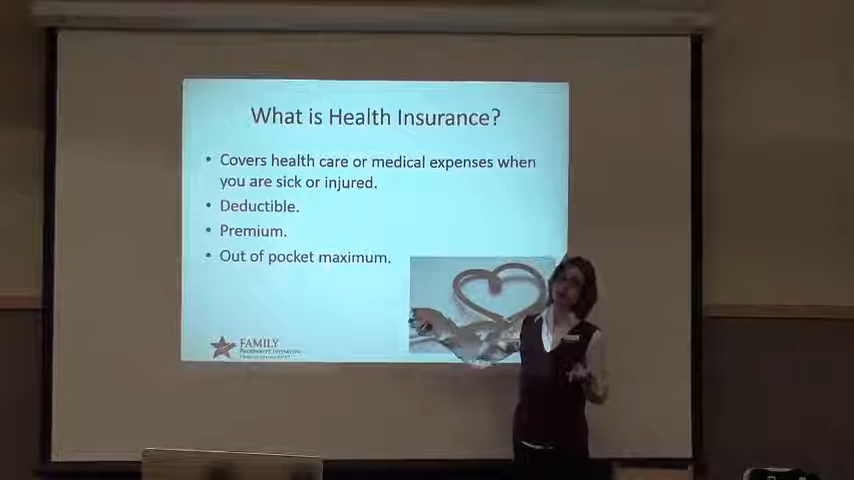 What is Health Insurance?
• Covers health care or medical expenses when
you are sick or injured.
• Deductible.
• Premium.
• Out of pocket maximum.
FAMILY